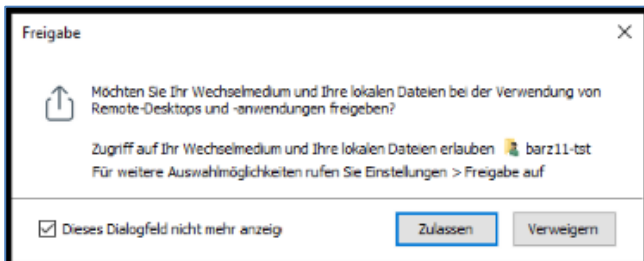 Freigabe
Möchten Sie Ihr Wechselmedium und Ihre lokalen Dateien bei der Verwendung von
Remote-Desktops und -anwendungen freigeben?
Zugriff auf Ihr Wechselmedium und Ihre lokalen Dateien erlauben barz11-tst
Für weitere Auswahlmöglichkeiten rufen Sie Einstellungen > Freigabe auf
Dieses Dialogfeld nicht mehr anzeig
Zulassen
Verweigern